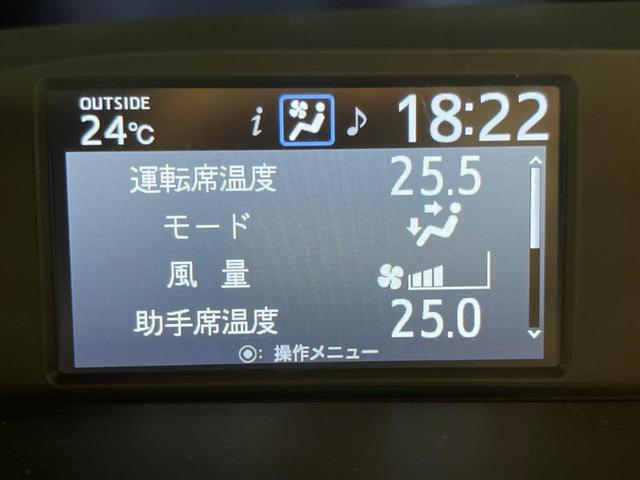 OUTSIDE
24℃ i ♪ 18:22
運転席温度 25.5
モード
風量
助手席温度 25.0
◉: 操作メニュー